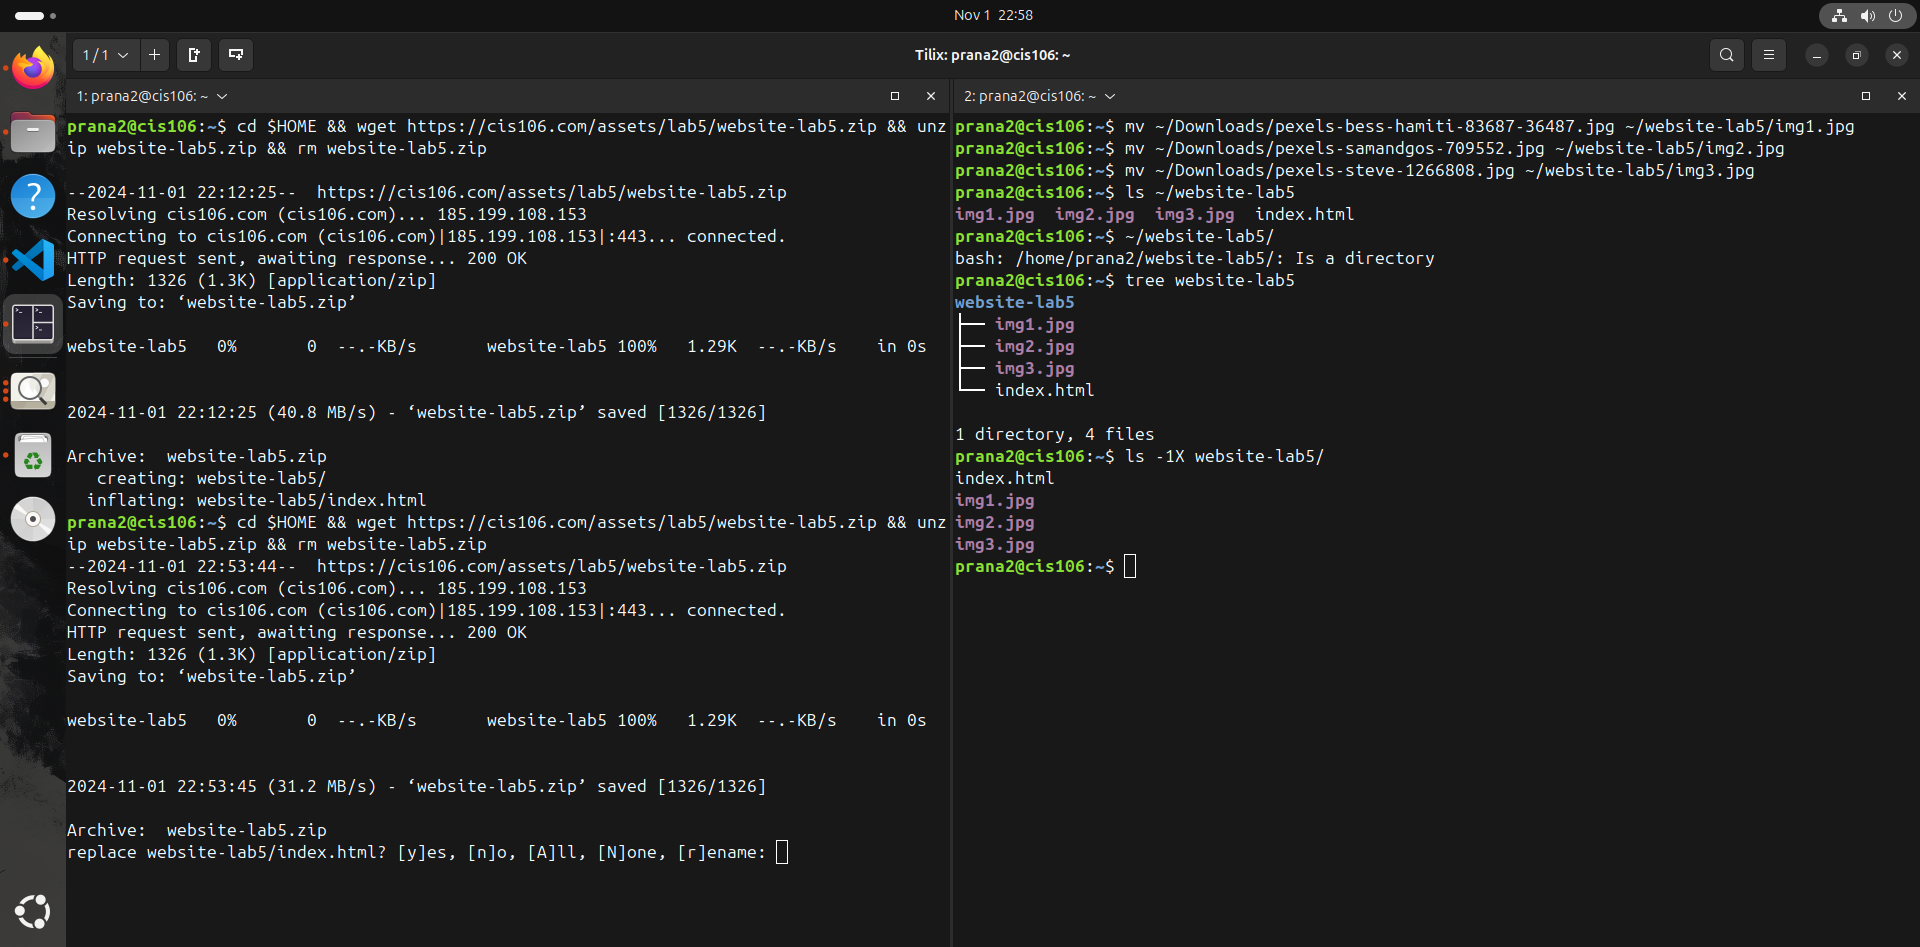 Nov 1 22:58
1 / 1
Tilix: prana2@cis106: ~
1: prana2@cis106: ~
prana2@cis106:~$ cd $HOME && wget https://cis106.com/assets/lab5/website-lab5.zip && unz
ip website-lab5.zip && rm website-lab5.zip
--2024-11-01 22:12:25--  https://cis106.com/assets/lab5/website-lab5.zip
Resolving cis106.com (cis106.com)... 185.199.108.153
Connecting to cis106.com (cis106.com)|185.199.108.153|:443... connected.
HTTP request sent, awaiting response... 200 OK
Length: 1326 (1.3K) [application/zip]
Saving to: ‘website-lab5.zip’
website-lab5   0%       0  --.-KB/s       website-lab5 100%   1.29K  --.-KB/s    in 0s
2024-11-01 22:12:25 (40.8 MB/s) - ‘website-lab5.zip’ saved [1326/1326]
Archive:  website-lab5.zip
   creating: website-lab5/
  inflating: website-lab5/index.html
prana2@cis106:~$ cd $HOME && wget https://cis106.com/assets/lab5/website-lab5.zip && unz
ip website-lab5.zip && rm website-lab5.zip
--2024-11-01 22:53:44--  https://cis106.com/assets/lab5/website-lab5.zip
Resolving cis106.com (cis106.com)... 185.199.108.153
Connecting to cis106.com (cis106.com)|185.199.108.153|:443... connected.
HTTP request sent, awaiting response... 200 OK
Length: 1326 (1.3K) [application/zip]
Saving to: ‘website-lab5.zip’
website-lab5   0%       0  --.-KB/s       website-lab5 100%   1.29K  --.-KB/s    in 0s
2024-11-01 22:53:45 (31.2 MB/s) - ‘website-lab5.zip’ saved [1326/1326]
Archive:  website-lab5.zip
replace website-lab5/index.html? [y]es, [n]o, [A]ll, [N]one, [r]ename:
2: prana2@cis106: ~
prana2@cis106:~$ mv ~/Downloads/pexels-bess-hamiti-83687-36487.jpg ~/website-lab5/img1.jpg
prana2@cis106:~$ mv ~/Downloads/pexels-samandgos-709552.jpg ~/website-lab5/img2.jpg
prana2@cis106:~$ mv ~/Downloads/pexels-steve-1266808.jpg ~/website-lab5/img3.jpg
prana2@cis106:~$ ls ~/website-lab5
img1.jpg  img2.jpg  img3.jpg  index.html
prana2@cis106:~$ ~/website-lab5/
bash: /home/prana2/website-lab5/: Is a directory
prana2@cis106:~$ tree website-lab5
website-lab5
├── img1.jpg
├── img2.jpg
├── img3.jpg
└── index.html
1 directory, 4 files
prana2@cis106:~$ ls -1X website-lab5/
index.html
img1.jpg
img2.jpg
img3.jpg
prana2@cis106:~$